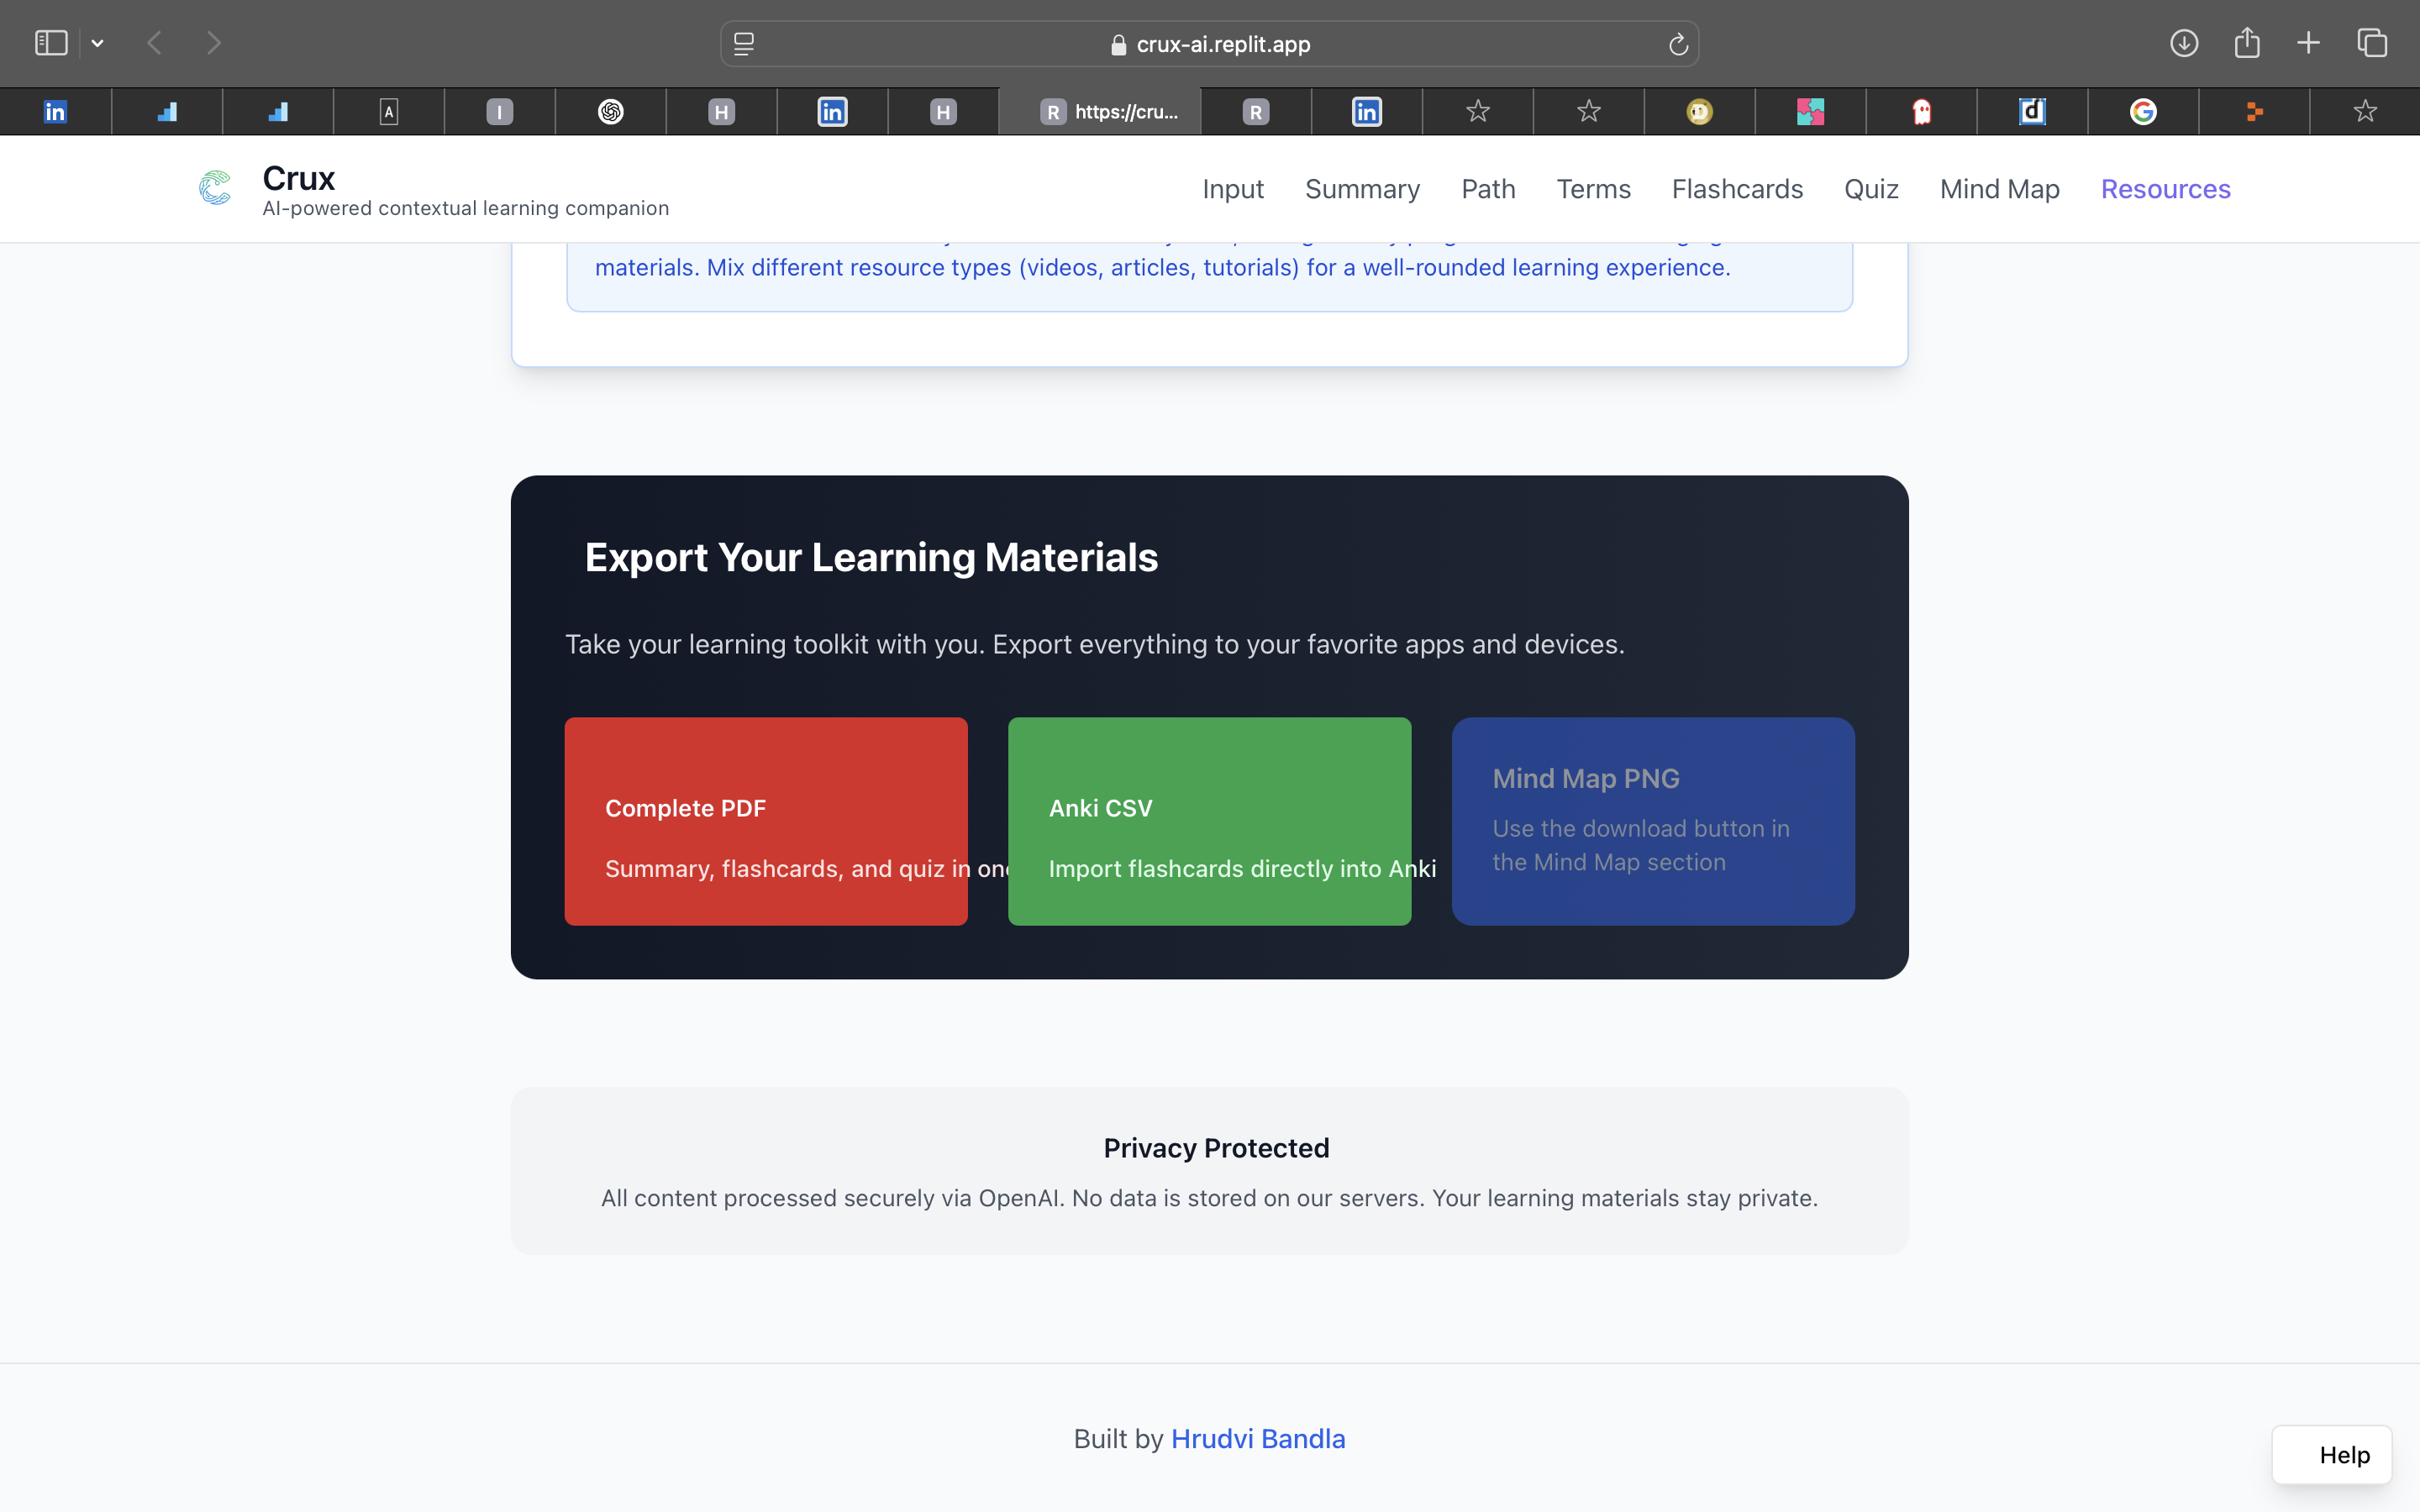 crux-ai.replit.app
A
I
H
in
H
R https://cru...
R
in
d
G
Crux
AI-powered contextual learning companion
Input Summary Path Terms Flashcards Quiz Mind Map Resources
materials. Mix different resource types (videos, articles, tutorials) for a well-rounded learning experience.
Export Your Learning Materials
Take your learning toolkit with you. Export everything to your favorite apps and devices.
Complete PDF
Summary, flashcards, and quiz in one
Anki CSV
Import flashcards directly into Anki
Mind Map PNG
Use the download button in
the Mind Map section
Privacy Protected
All content processed securely via OpenAI. No data is stored on our servers. Your learning materials stay private.
Built by Hrudvi Bandla
Help